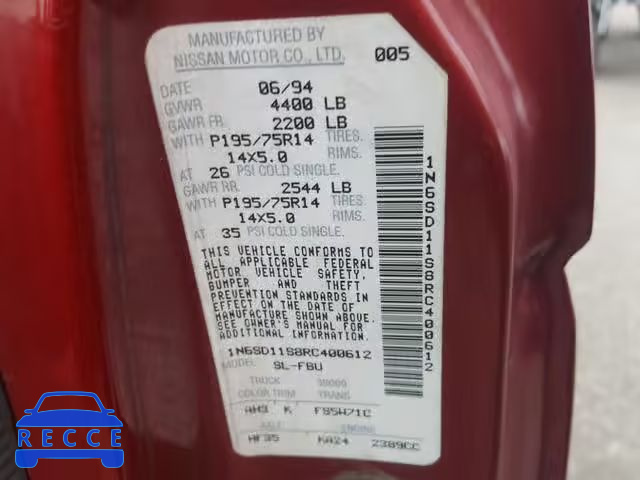 MANUFACTURED BY
NISSAN MOTOR CO., LTD. 005
DATE 06/94
GVWR 4400 LB
GAWR FR. 2200 LB
WITH P195/75R14 TIRES.
14X5.0 RIMS.
AT 26 PSI COLD SINGLE.
GAWR RR. 2544 LB
WITH P195/75R14 TIRES.
14X5.0 RIMS.
AT 35 PSI COLD SINGLE.
THIS VEHICLE CONFORMS TO
ALL APPLICABLE FEDERAL
MOTOR VEHICLE SAFETY,
BUMPER AND THEFT
PREVENTION STANDARDS IN
EFFECT ON THE DATE OF
MANUFACTURE SHOWN ABOVE.
SEE OWNER'S MANUAL FOR
ADDITIONAL INFORMATION.
1N6SD11S8RC400612
MODEL SL-FBU
TRUCK
COLOR TRIM TRANS
AH3 K FS5W71C
AXLE ENGINE
HF35 KA24 2389CC
1N6SD11S8RC400612
RECCE